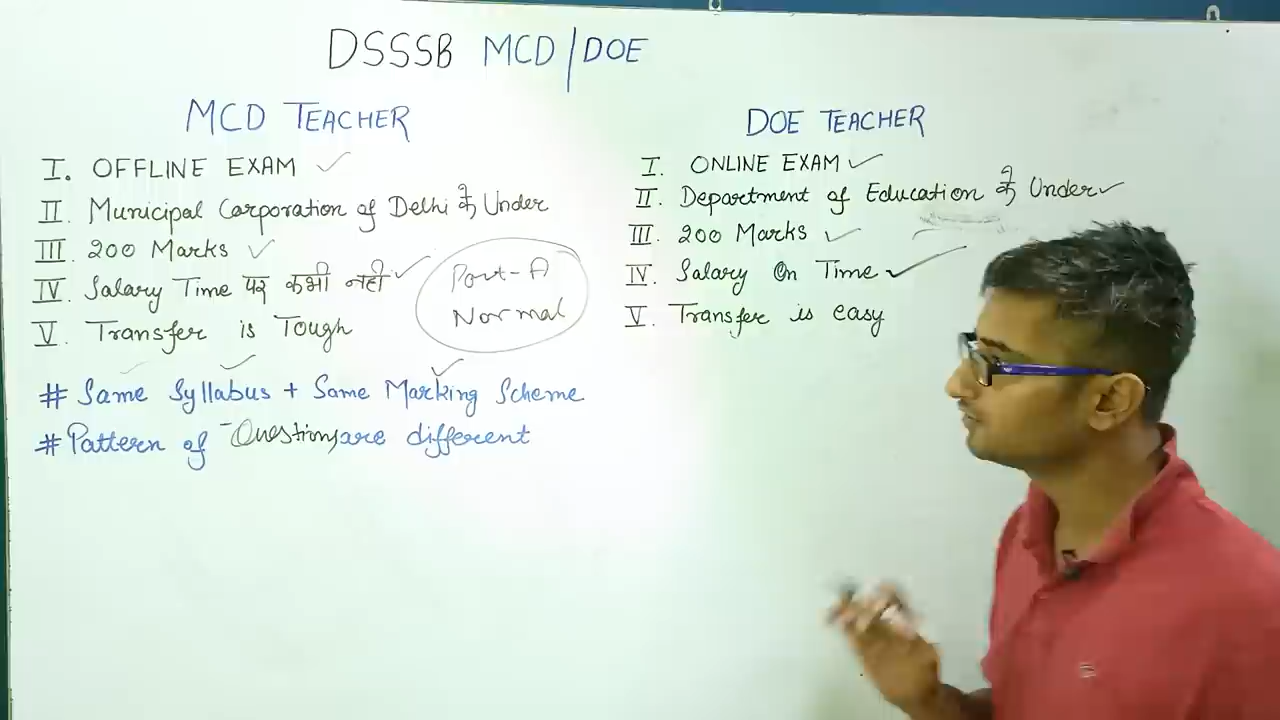 DSSSB MCD/DOE
MCD TEACHER
I. OFFLINE EXAM
II. Municipal Corporation of Delhi के Under
III. 200 Marks
IV. Salary Time पर कभी नहीं
V. Transfer is Tough
Part-A
Normal
# Same Syllabus + Same Marking Scheme
# Pattern of Questions are different
DOE TEACHER
I. ONLINE EXAM
II. Department of Education के Under
III. 200 Marks
IV. Salary On Time
V. Transfer is easy